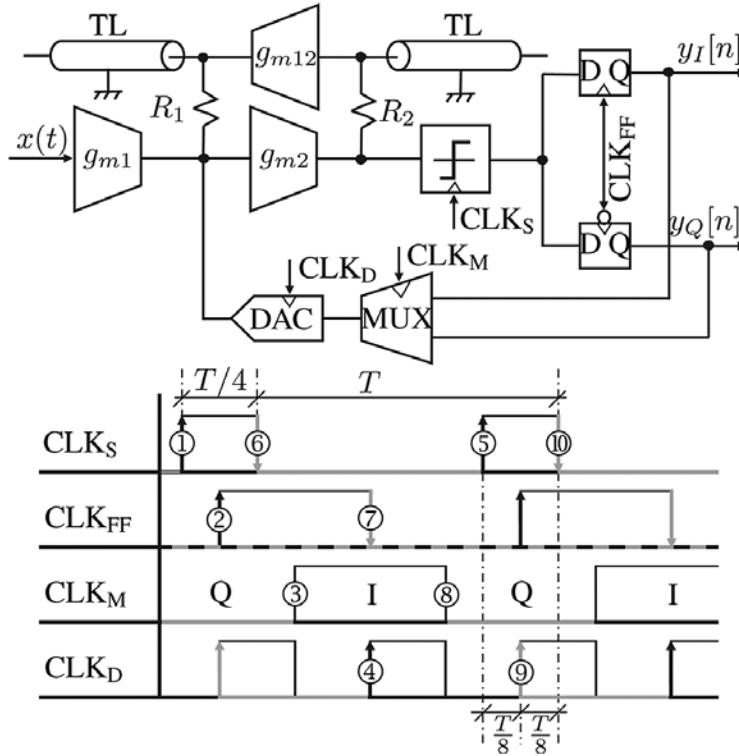 TL TL
g_{m12} D Q y_I[n]
R_1 R_2
x(t) g_{m1} g_{m2} CLK_FF
CLK_S D Q y_Q[n]
CLK_D CLK_M
DAC MUX
T/4 T
CLK_S ① ⑥ ⑤ ⑩
CLK_FF ② ⑦
CLK_M Q ③ I ⑧ Q I
CLK_D ④ ⑨
T/8 T/8